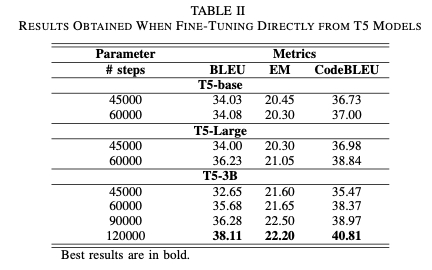 TABLE II
RESULTS OBTAINED WHEN FINE-TUNING DIRECTLY FROM T5 MODELS
Parameter Metrics
# steps BLEU EM CodeBLEU
T5-base
45000 34.03 20.45 36.73
60000 34.08 20.30 37.00
T5-Large
45000 34.00 20.30 36.98
60000 36.23 21.05 38.84
T5-3B
45000 32.65 21.60 35.47
60000 35.68 21.65 38.37
90000 36.28 22.50 38.97
120000 38.11 22.20 40.81
Best results are in bold.